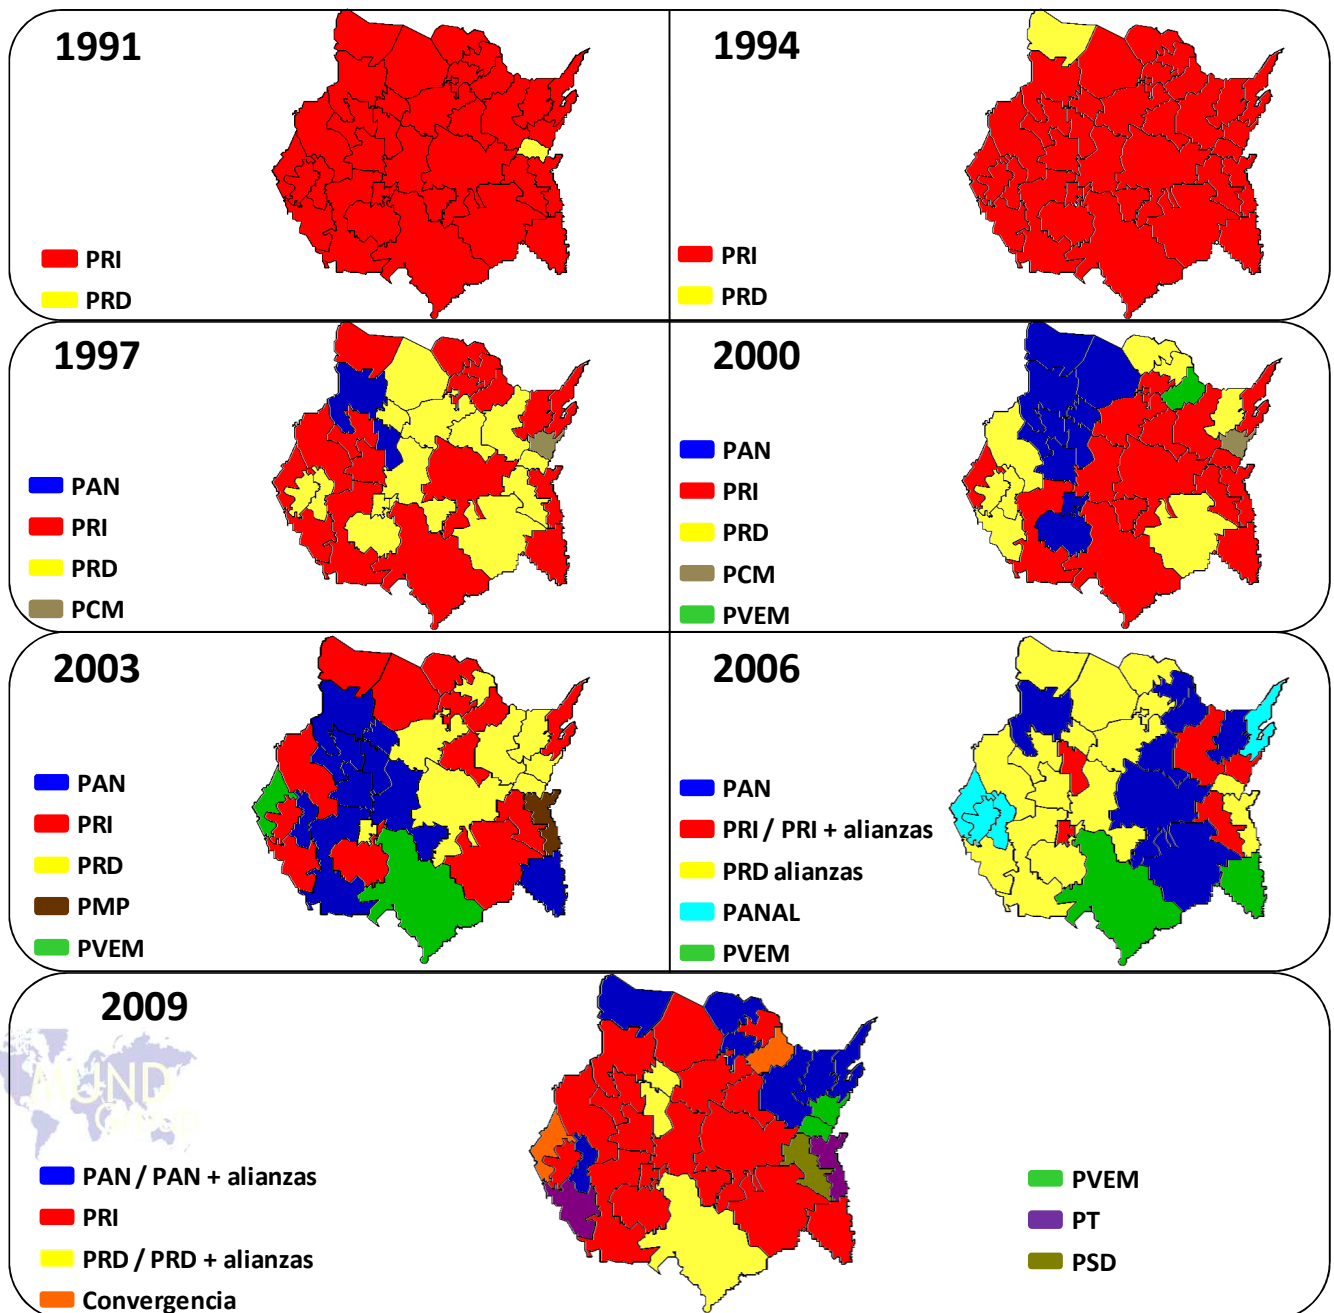 1991
PRI
PRD
1994
PRI
PRD
1997
PAN
PRI
PRD
PCM
2000
PAN
PRI
PRD
PCM
PVEM
2003
PAN
PRI
PRD
PMP
PVEM
2006
PAN
PRI / PRI + alianzas
PRD alianzas
PANAL
PVEM
2009
MUND
Group
PAN / PAN + alianzas
PRI
PRD / PRD + alianzas
Convergencia
PVEM
PT
PSD